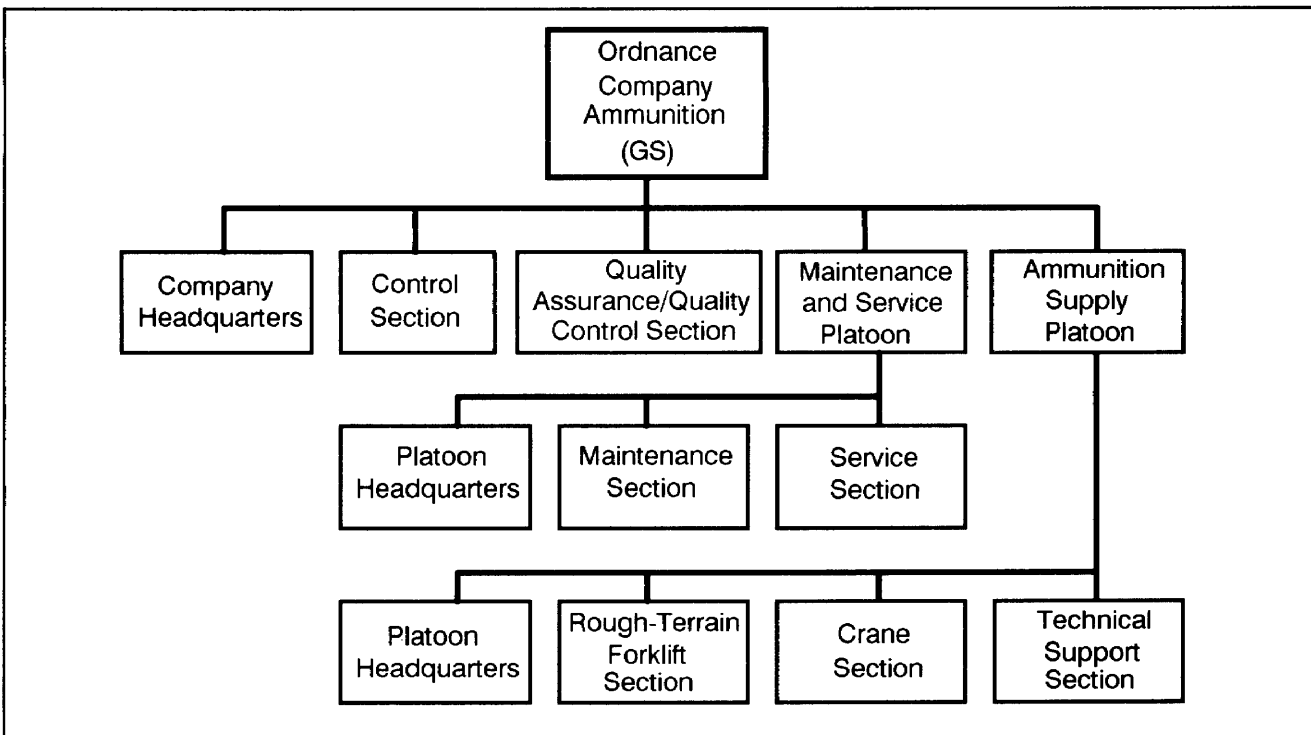 Ordnance
Company
Ammunition
(GS)
Company
Headquarters
Control
Section
Quality
Assurance/Quality
Control Section
Maintenance
and Service
Platoon
Ammunition
Supply
Platoon
Platoon
Headquarters
Maintenance
Section
Service
Section
Platoon
Headquarters
Rough-Terrain
Forklift
Section
Crane
Section
Technical
Support
Section